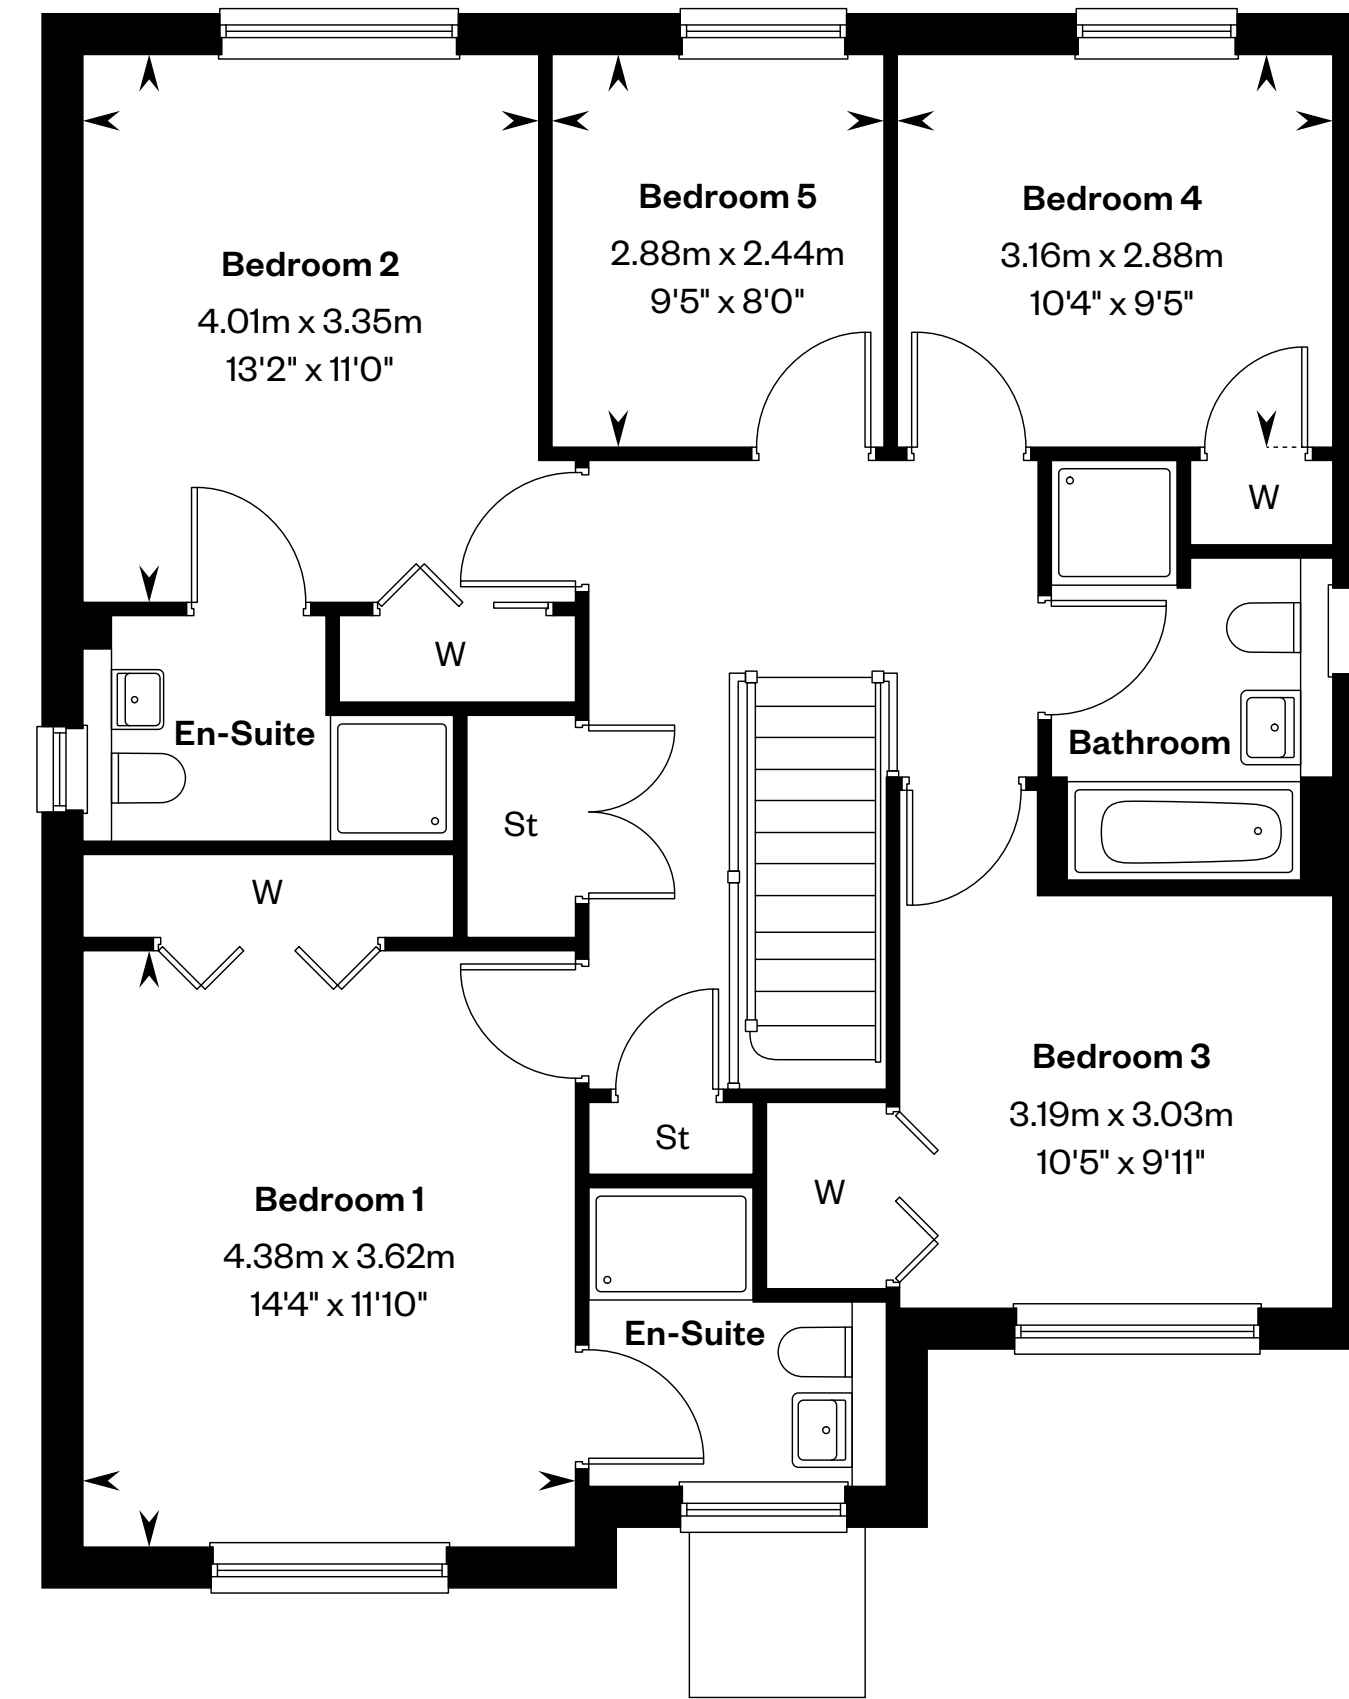 Bedroom 2
4.01m x 3.35m
13'2" x 11'0"
Bedroom 5
2.88m x 2.44m
9'5" x 8'0"
Bedroom 4
3.16m x 2.88m
10'4" x 9'5"
W
W
En-Suite
Bathroom
St
W
Bedroom 3
3.19m x 3.03m
10'5" x 9'11"
St
W
Bedroom 1
4.38m x 3.62m
14'4" x 11'10"
En-Suite